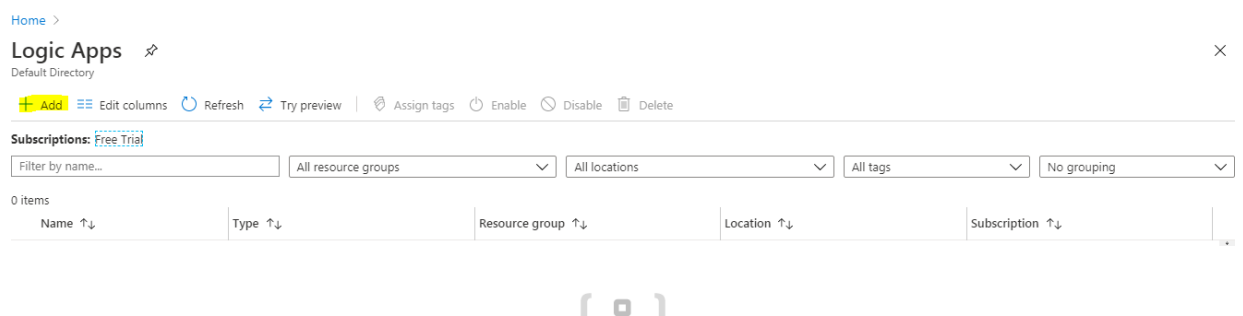 Home >
Logic Apps
Default Directory
+ Add Edit columns Refresh Try preview Assign tags Enable Disable Delete
Subscriptions: Free Trial
Filter by name... All resource groups All locations All tags No grouping
0 items
Name ↑↓ Type ↑↓ Resource group ↑↓ Location ↑↓ Subscription ↑↓